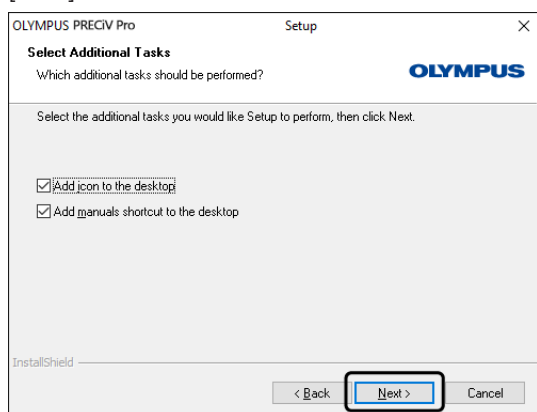 OLYMPUS PRECiV Pro Setup
Select Additional Tasks
Which additional tasks should be performed?
OLYMPUS
Select the additional tasks you would like Setup to perform, then click Next.
Add icon to the desktop
Add manuals shortcut to the desktop
InstallShield
< Back Next > Cancel